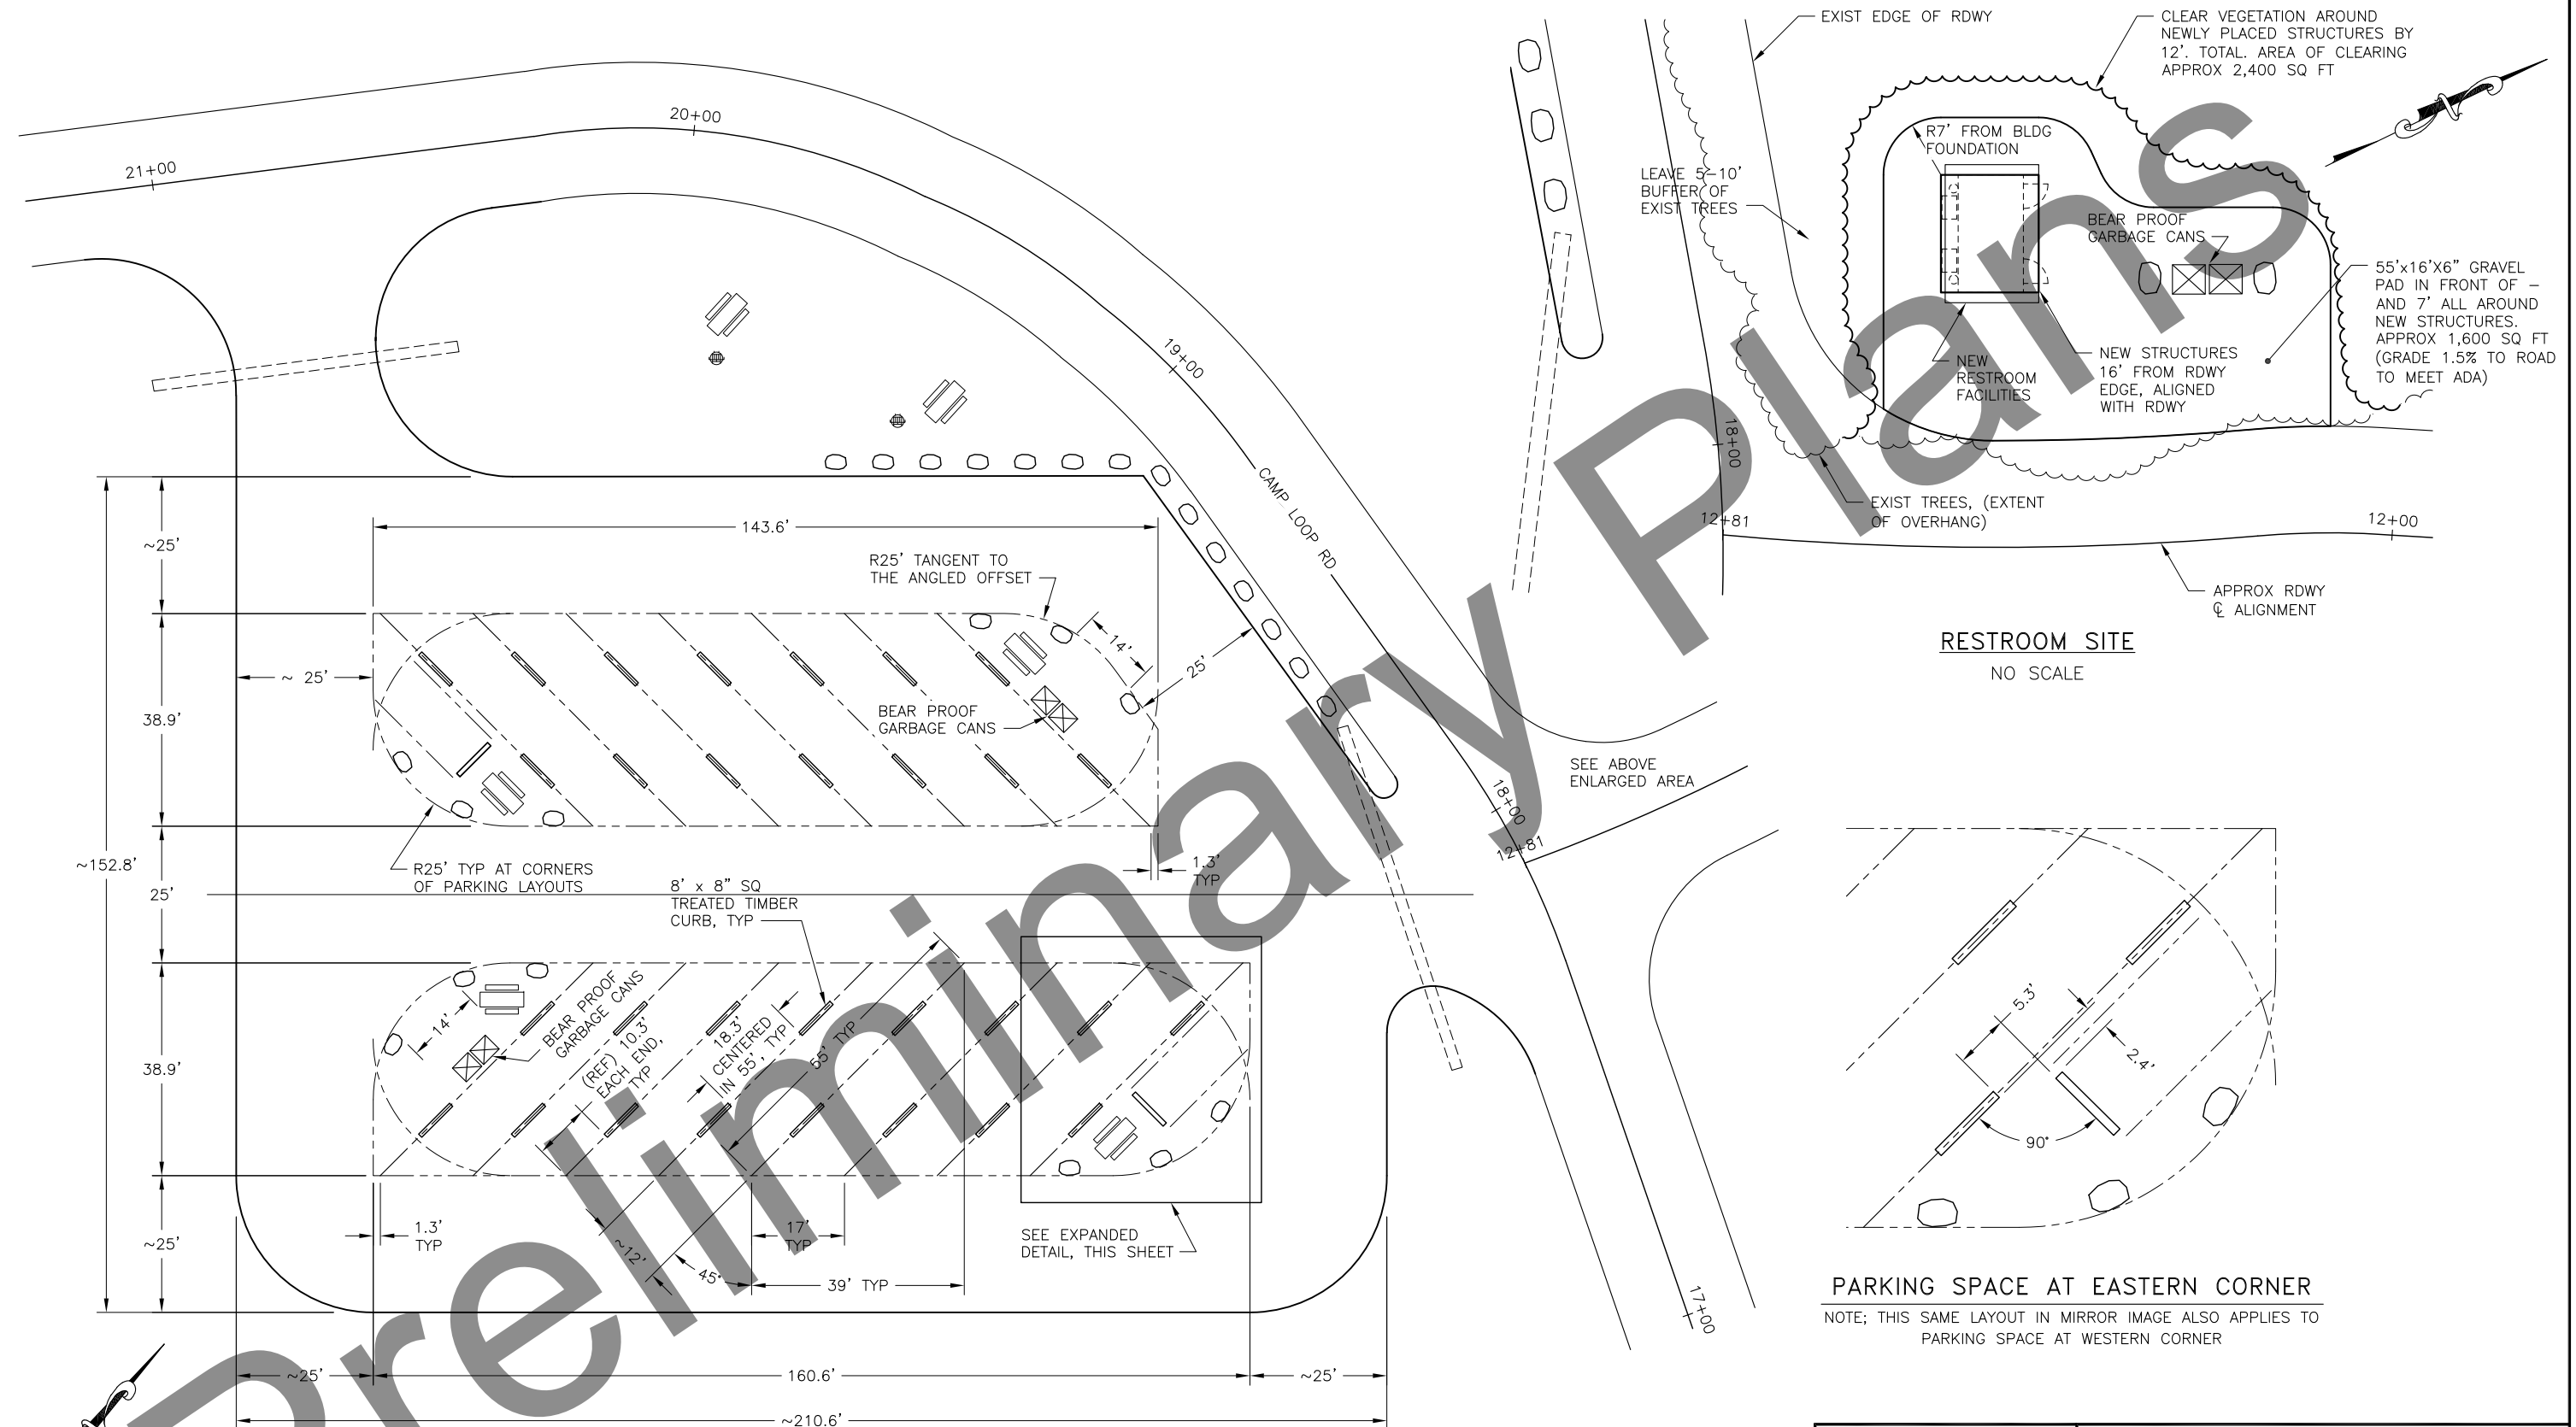 EXIST EDGE OF RDWY
CLEAR VEGETATION AROUND
NEWLY PLACED STRUCTURES BY
12'. TOTAL. AREA OF CLEARING
APPROX 2,400 SQ FT
20+00
21+00
R7' FROM BLDG
FOUNDATION
LEAVE 5-10'
BUFFER OF
EXIST TREES
BEAR PROOF
GARBAGE CANS
55'x16'X6" GRAVEL
PAD IN FRONT OF –
AND 7' ALL AROUND
NEW STRUCTURES.
APPROX 1,600 SQ FT
(GRADE 1.5% TO ROAD
TO MEET ADA)
19+00
NEW
RESTROOM
FACILITIES
NEW STRUCTURES
16' FROM RDWY
EDGE, ALIGNED
WITH RDWY
18+00
CAMP LOOP RD
EXIST TREES, (EXTENT
OF OVERHANG)
12+81
12+00
143.6'
~25'
R25' TANGENT TO
THE ANGLED OFFSET
APPROX RDWY
℄ ALIGNMENT
RESTROOM SITE
NO SCALE
14'
25'
~ 25'
38.9'
BEAR PROOF
GARBAGE CANS
SEE ABOVE
ENLARGED AREA
18+00
12+81
~152.8'
R25' TYP AT CORNERS
OF PARKING LAYOUTS
1.3'
TYP
25'
8' x 8" SQ
TREATED TIMBER
CURB, TYP
BEAR PROOF
GARBAGE CANS
14'
(REF) 10.3'
EACH END,
TYP
18.3'
CENTERED
IN 55', TYP
55' TYP
38.9'
5.3'
2.4'
90°
1.3'
TYP
~25'
17'
TYP
~12'
45°
39' TYP
SEE EXPANDED
DETAIL, THIS SHEET
17+00
PARKING SPACE AT EASTERN CORNER
NOTE; THIS SAME LAYOUT IN MIRROR IMAGE ALSO APPLIES TO
PARKING SPACE AT WESTERN CORNER
~25'
160.6'
~25'
~210.6'
Preliminary Plans